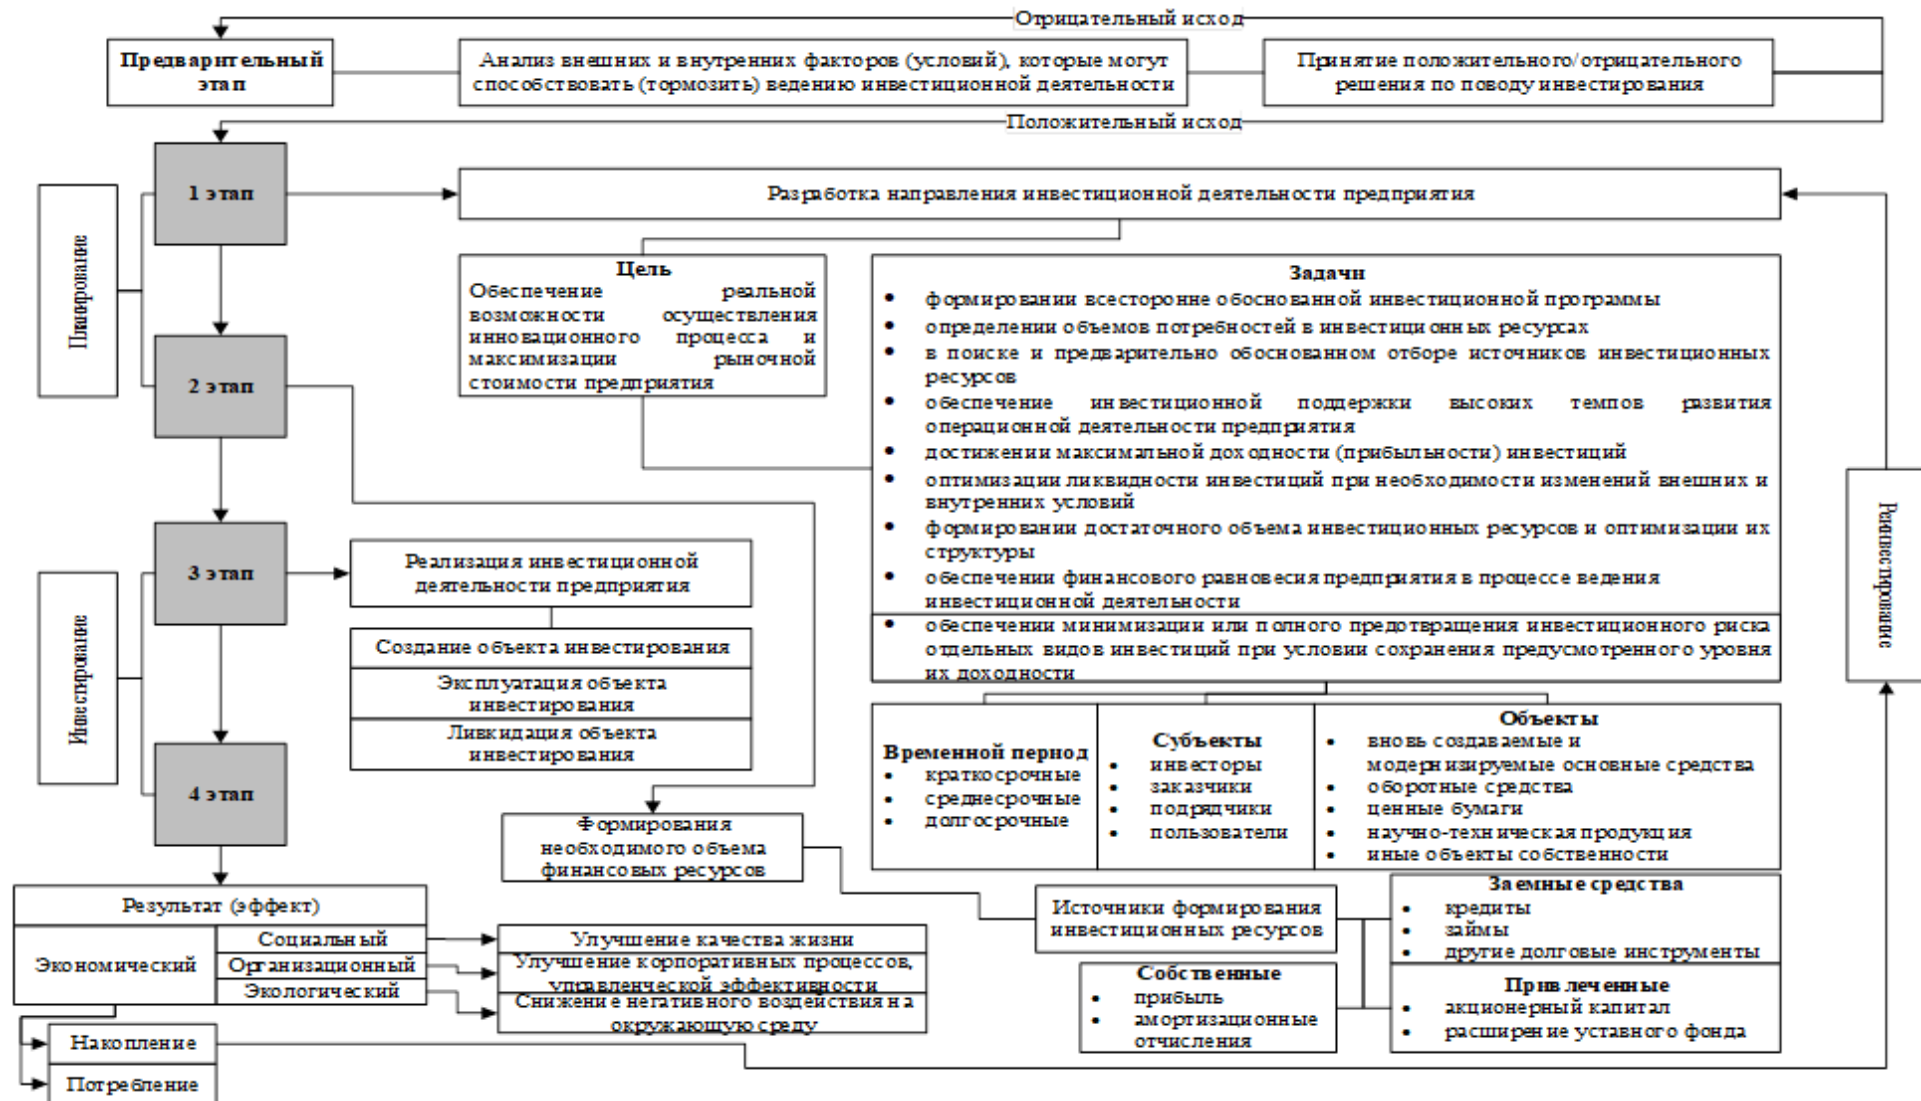 Отрицательный исход
Предварительный
этап
Анализ внешних и внутренних факторов (условий), которые могут
способствовать (тормозить) ведению инвестиционной деятельности
Принятие положительного/отрицательного
решения по поводу инвестирования
Положительный исход
1 этап
Разработка направления инвестиционной деятельности предприятия
Планирование
Цель
Обеспечение реальной
возможности осуществления
инновационного процесса и
максимизации рыночной
стоимости предприятия
Задачи
• формировании всесторонне обоснованной инвестиционной программы
• определении объемов потребностей в инвестиционных ресурсах
• в поиске и предварительно обоснованном отборе источников инвестиционных
ресурсов
• обеспечение инвестиционной поддержки высоких темпов развития
операционной деятельности предприятия
• достижении максимальной доходности (прибыльности) инвестиций
• оптимизации ликвидности инвестиций при необходимости изменений внешних и
внутренних условий
• формировании достаточного объема инвестиционных ресурсов и оптимизации их
структуры
• обеспечении финансового равновесия предприятия в процессе ведения
инвестиционной деятельности
• обеспечении минимизации или полного предотвращения инвестиционного риска
отдельных видов инвестиций при условии сохранения предусмотренного уровня
их доходности
2 этап
Реинвестирование
3 этап
Реализация инвестиционной
деятельности предприятия
Инвестирование
Создание объекта инвестирования
Эксплуатация объекта
инвестирования
Ливкидация объекта
инвестирования
4 этап
Временной период
• краткосрочные
• среднесрочные
• долгосрочные
Субъекты
• инвесторы
• заказчики
• подрядчики
• пользователи
Объекты
• вновь создаваемые и
модернизируемые основные средства
• оборотные средства
• ценные бумаги
• научно-техническая продукция
• иные объекты собственности
Формирования
необходимого объема
финансовых ресурсов
Источники формирования
инвестиционных ресурсов
Заемные средства
• кредиты
• займы
• другие долговые инструменты
Собственные
• прибыль
• амортизационные
отчисления
Привлеченные
• акционерный капитал
• расширение уставного фонда
Результат (эффект)
Экономический
Социальный
Организационный
Экологический
Улучшение качества жизни
Улучшение корпоративных процессов,
управленческой эффективности
Снижение негативного воздействия на
окружающую среду
Накопление
Потребление